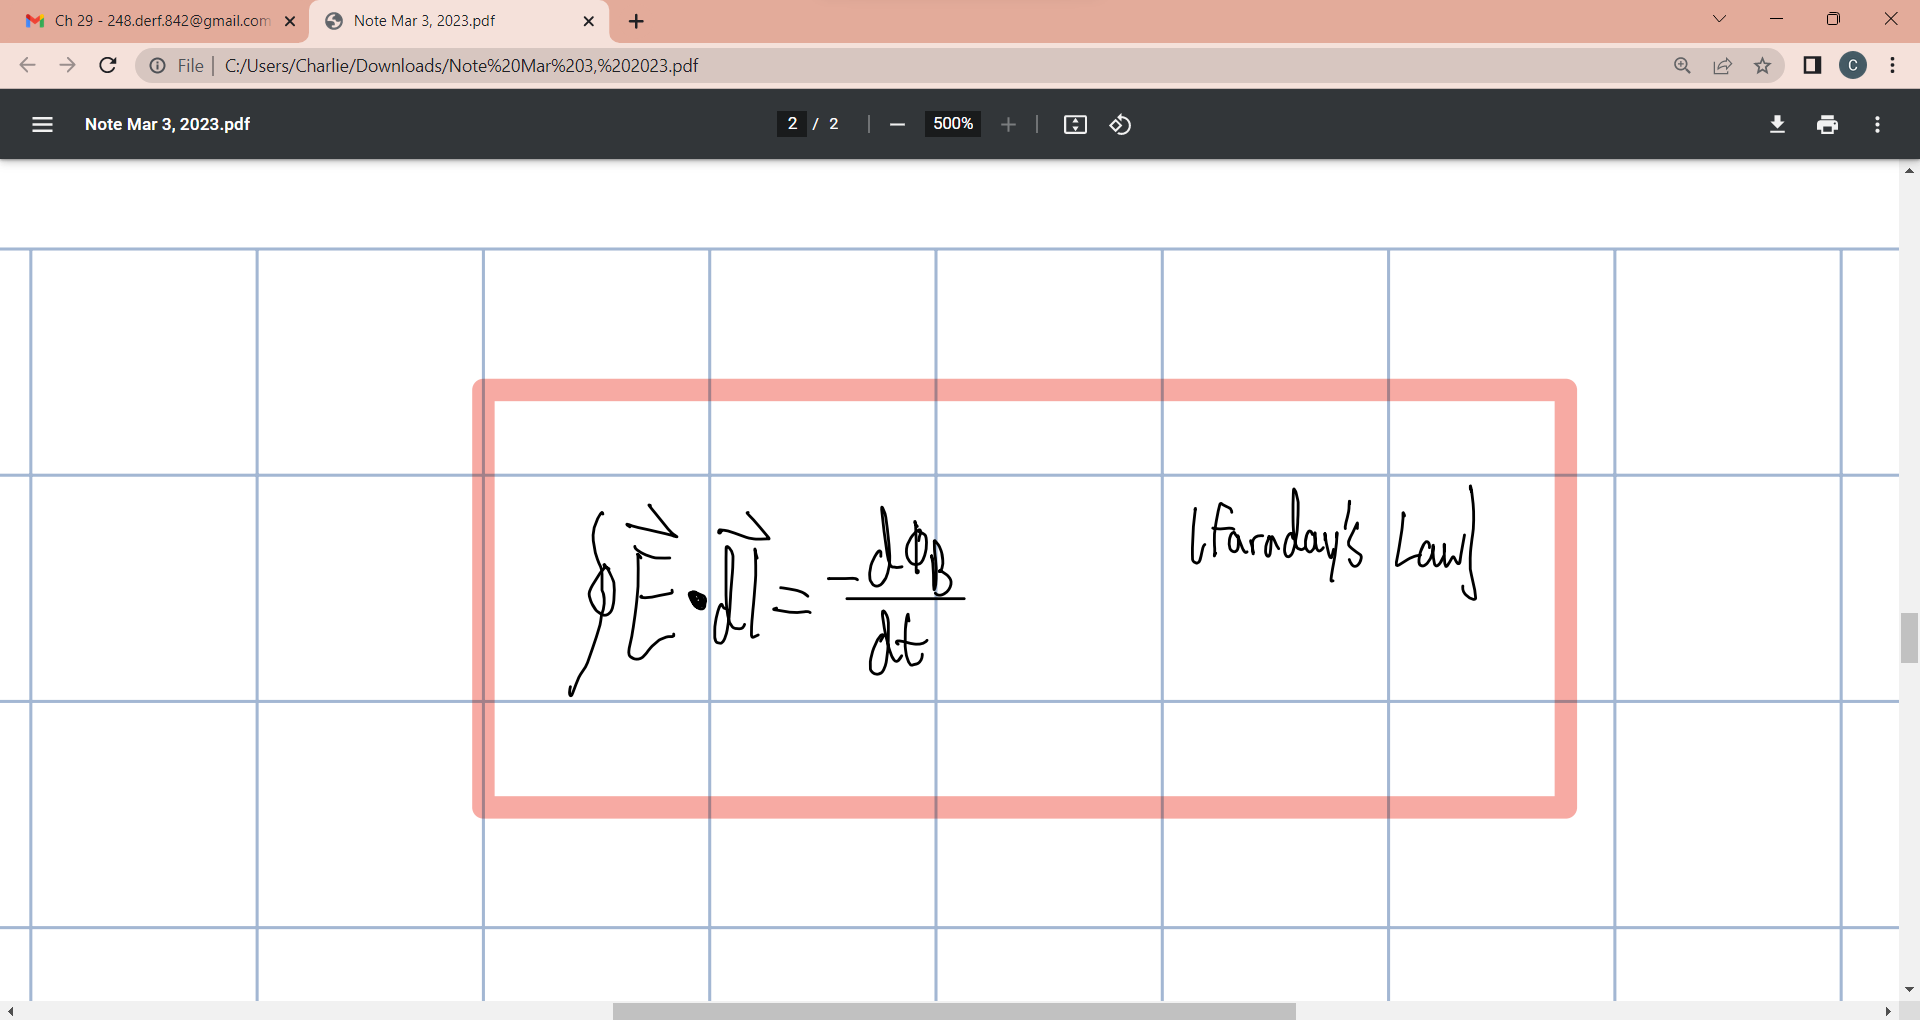 Ch 29 - 248.derf.842@gmail.com
Note Mar 3, 2023.pdf
File | C:/Users/Charlie/Downloads/Note%20Mar%203,%202023.pdf
C
Note Mar 3, 2023.pdf
2 / 2 | — 500% + |
∮E⃗•dl⃗ = -dϕB/dt
(Faraday's Law)